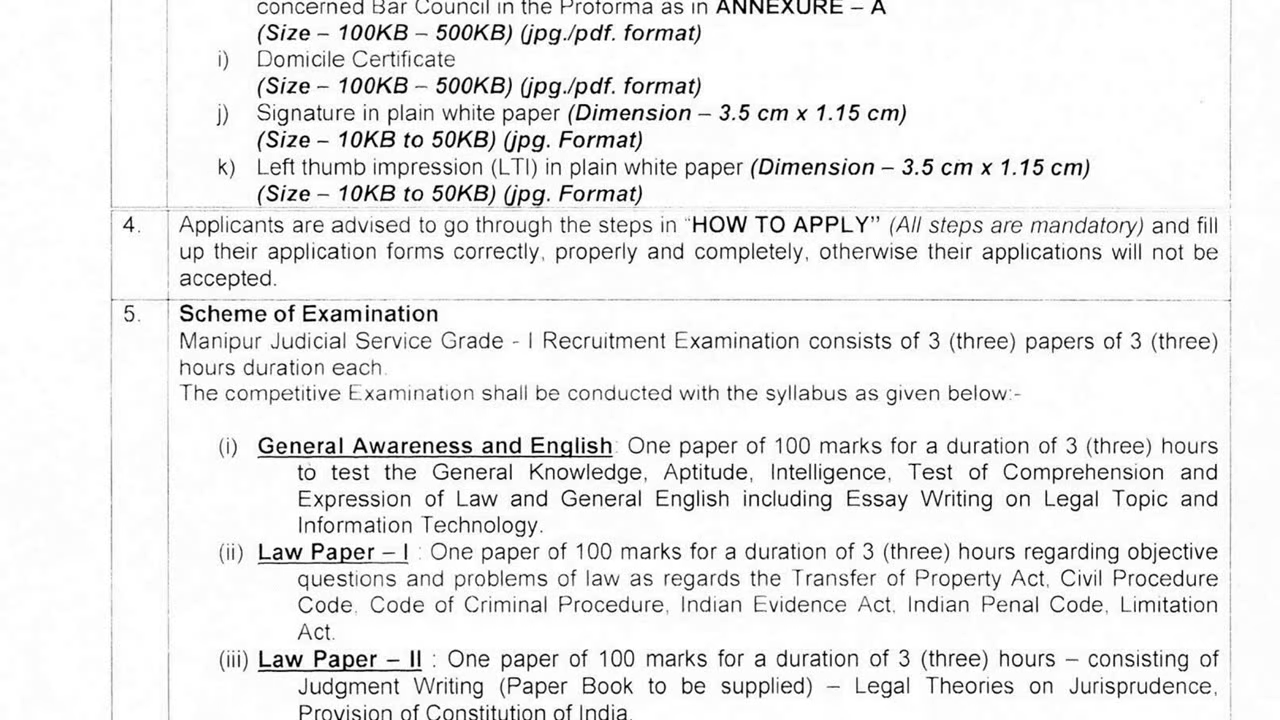 concerned Bar Council in the Proforma as in ANNEXURE – A
(Size – 100KB – 500KB) (jpg./pdf. format)
i) Domicile Certificate
(Size – 100KB – 500KB) (jpg./pdf. format)
j) Signature in plain white paper (Dimension – 3.5 cm x 1.15 cm)
(Size – 10KB to 50KB) (jpg. Format)
k) Left thumb impression (LTI) in plain white paper (Dimension – 3.5 cm x 1.15 cm)
(Size – 10KB to 50KB) (jpg. Format)
4. Applicants are advised to go through the steps in "HOW TO APPLY" (All steps are mandatory) and fill
up their application forms correctly, properly and completely, otherwise their applications will not be
accepted.
5. Scheme of Examination
Manipur Judicial Service Grade - I Recruitment Examination consists of 3 (three) papers of 3 (three)
hours duration each.
The competitive Examination shall be conducted with the syllabus as given below:-
(i) General Awareness and English: One paper of 100 marks for a duration of 3 (three) hours
to test the General Knowledge, Aptitude, Intelligence, Test of Comprehension and
Expression of Law and General English including Essay Writing on Legal Topic and
Information Technology.
(ii) Law Paper – I : One paper of 100 marks for a duration of 3 (three) hours regarding objective
questions and problems of law as regards the Transfer of Property Act, Civil Procedure
Code, Code of Criminal Procedure, Indian Evidence Act, Indian Penal Code, Limitation
Act.
(iii) Law Paper – II : One paper of 100 marks for a duration of 3 (three) hours – consisting of
Judgment Writing (Paper Book to be supplied) – Legal Theories on Jurisprudence,
Provision of Constitution of India.